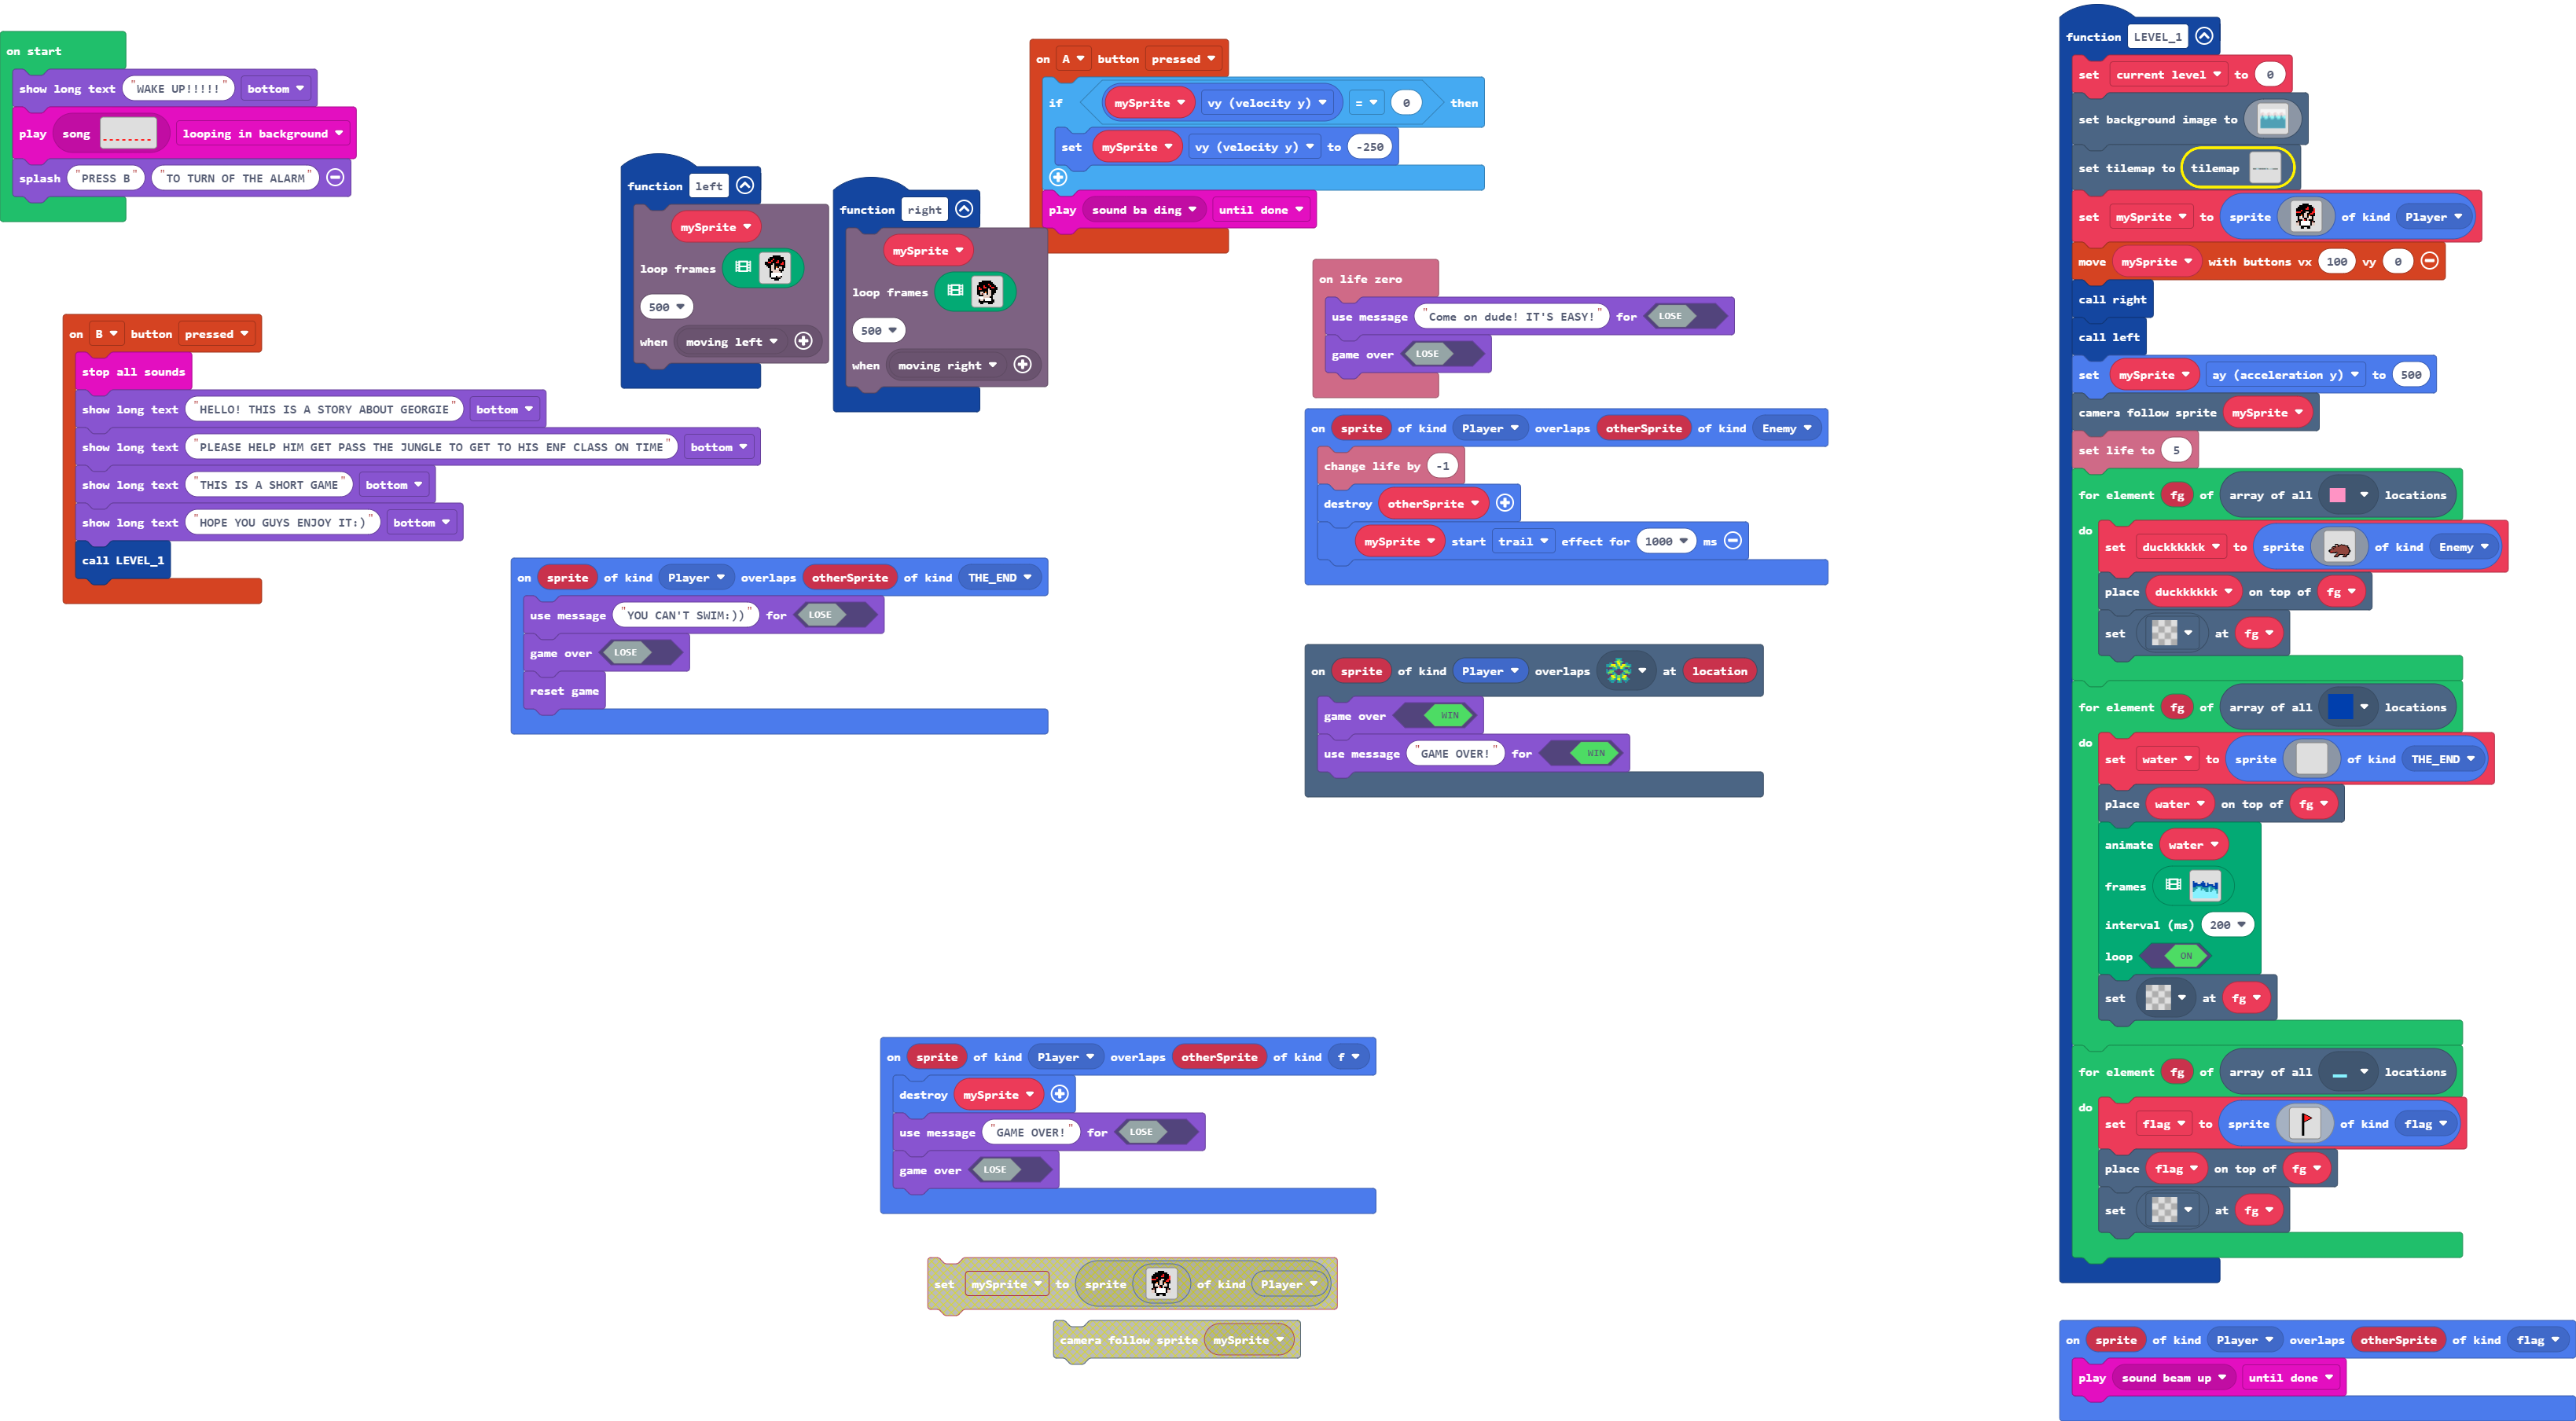 on start
show long text "WAKE UP!!!!!" bottom
play song looping in background
splash "PRESS B" "TO TURN OF THE ALARM"
on B button pressed
stop all sounds
show long text "HELLO! THIS IS A STORY ABOUT GEORGIE" bottom
show long text "PLEASE HELP HIM GET PASS THE JUNGLE TO GET TO HIS ENF CLASS ON TIME" bottom
show long text "THIS IS A SHORT GAME" bottom
show long text "HOPE YOU GUYS ENJOY IT:)" bottom
call LEVEL_1
function left
mySprite
loop frames
500
when moving left
function right
mySprite
loop frames
500
when moving right
on A button pressed
if mySprite vy (velocity y) = 0 then
set mySprite vy (velocity y) to -250
play sound ba ding until done
on life zero
use message "Come on dude! IT'S EASY!" for LOSE
game over LOSE
on sprite of kind Player overlaps otherSprite of kind Enemy
change life by -1
destroy otherSprite
mySprite start trail effect for 1000 ms
on sprite of kind Player overlaps otherSprite of kind THE_END
use message "YOU CAN'T SWIM:))" for LOSE
game over LOSE
reset game
on sprite of kind Player overlaps at location
game over WIN
use message "GAME OVER!" for WIN
on sprite of kind Player overlaps otherSprite of kind f
destroy mySprite
use message "GAME OVER!" for LOSE
game over LOSE
set mySprite to sprite of kind Player
camera follow sprite mySprite
function LEVEL_1
set current level to 0
set background image to
set tilemap to tilemap
set mySprite to sprite of kind Player
move mySprite with buttons vx 100 vy 0
call right
call left
set mySprite ay (acceleration y) to 500
camera follow sprite mySprite
set life to 5
for element fg of array of all locations
do
set duckkkkkk to sprite of kind Enemy
place duckkkkkk on top of fg
set at fg
for element fg of array of all locations
do
set water to sprite of kind THE_END
place water on top of fg
animate water
frames
interval (ms) 200
loop ON
set at fg
for element fg of array of all locations
do
set flag to sprite of kind flag
place flag on top of fg
set at fg
on sprite of kind Player overlaps otherSprite of kind flag
play sound beam up until done